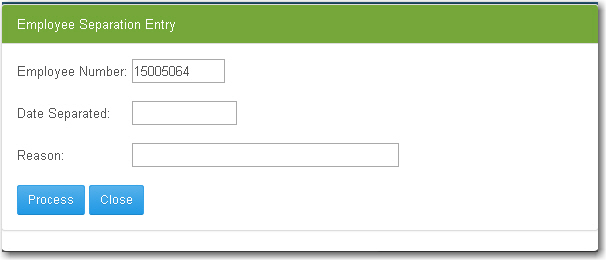 Employee Separation Entry
Employee Number: 15005064
Date Separated:
Reason:
Process Close